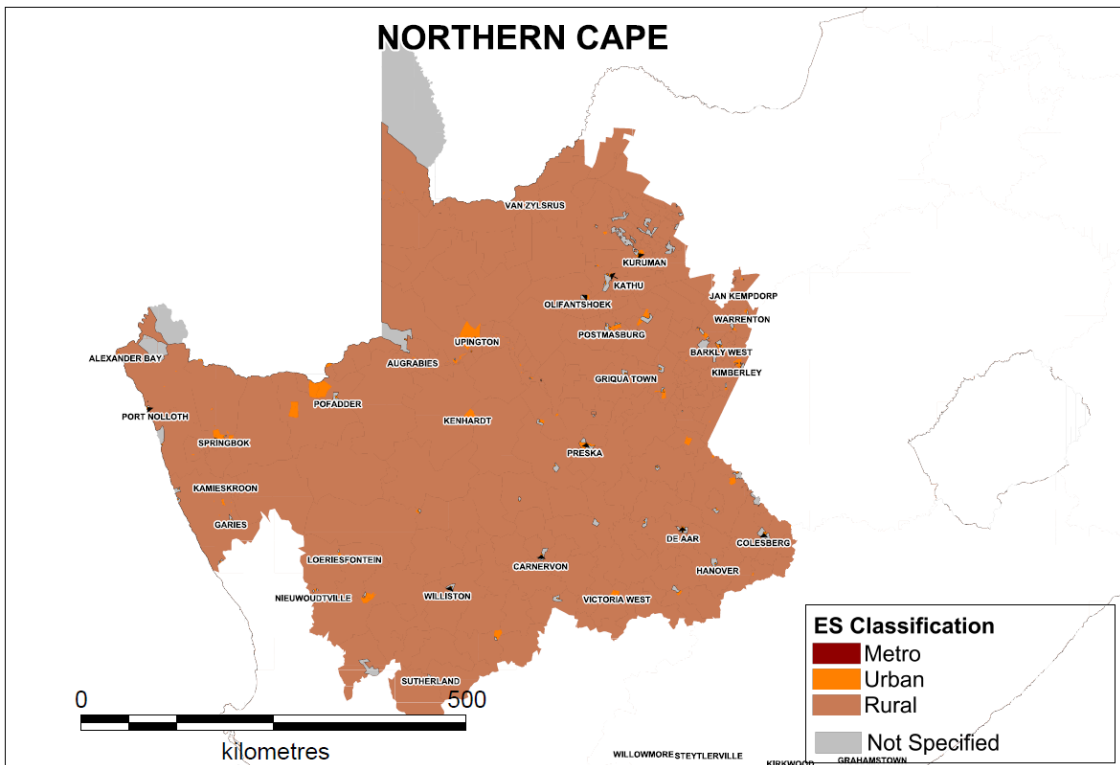 NORTHERN CAPE
VAN ZYLSRUS
KURUMAN
KATHU
JAN KEMPDORP
OLIFANTSHOEK
WARRENTON
POSTMASBURG
UPINGTON
BARKLY WEST
ALEXANDER BAY
AUGRABIES
KIMBERLEY
GRIQUA TOWN
POFADDER
PORT NOLLOTH
KENHARDT
SPRINGBOK
PRESKA
KAMIESKROON
GARIES
DE AAR
COLESBERG
LOERIESFONTEIN
CARNERVON
HANOVER
NIEUWOUDTVILLE
WILLISTON
VICTORIA WEST
SUTHERLAND
ES Classification
Metro
Urban
Rural
Not Specified
0
500
kilometres
WILLOWMORE
STEYTLERVILLE
KIRKWOOD
GRAHAMSTOWN